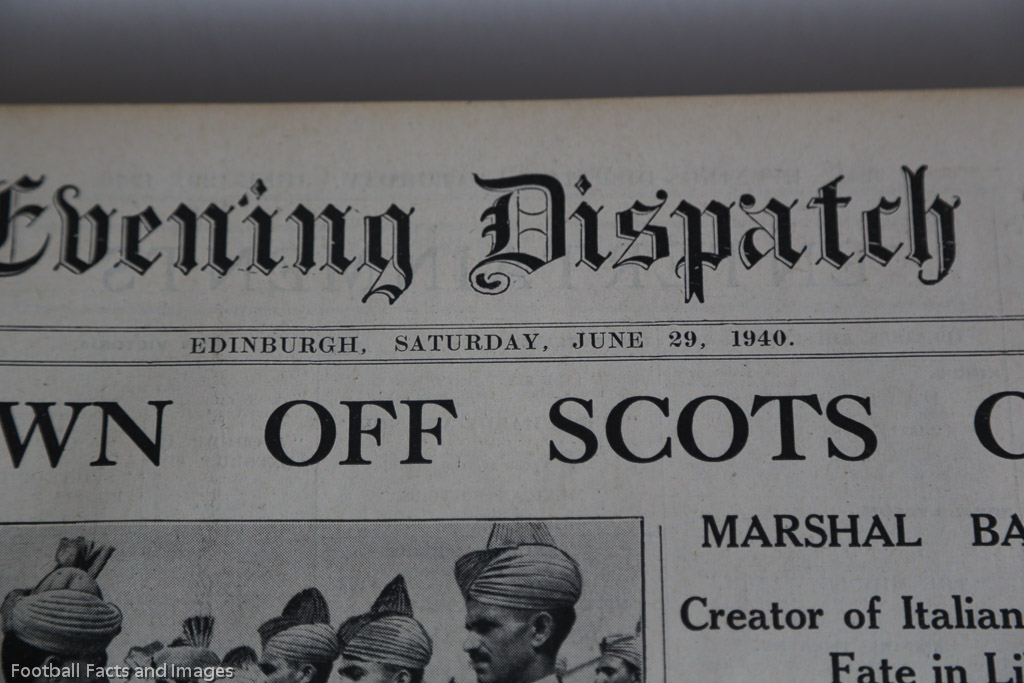 Evening Dispatch
EDINBURGH, SATURDAY, JUNE 29, 1940.
WN OFF SCOTS C
MARSHAL BA
Creator of Italian
Fate in Li
Football Facts and Images